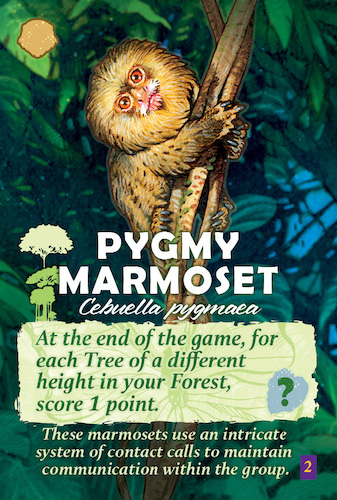 PYGMY
MARMOSET
Cebuella pygmaea
At the end of the game, for
each Tree of a different
height in your Forest,
score 1 point.
?
These marmosets use an intricate
system of contact calls to maintain
communication within the group.
2